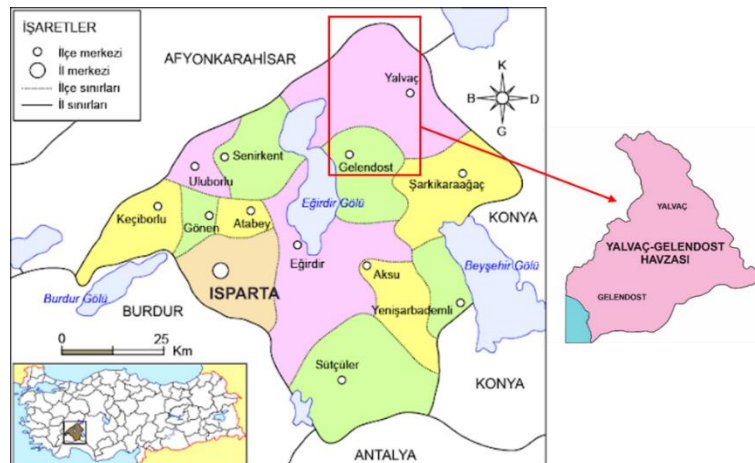 İŞARETLER
İlçe merkezi
İl merkezi
İlçe sınırları
İl sınırları
AFYONKARAHİSAR
Yalvaç
K
B
D
G
Senirkent
Uluborlu
Gelendost
Şarkikaraağaç
Keçiborlu
Gönen
Atabey
Eğirdir Gölü
KONYA
Eğirdir
ISPARTA
Aksu
Beyşehir Gölü
Burdur Gölü
BURDUR
Yenişarbademli
0
25
Km
Sütçüler
KONYA
ANTALYA
YALVAÇ
YALVAÇ-GELENDOST
HAVZASI
GELENDOST